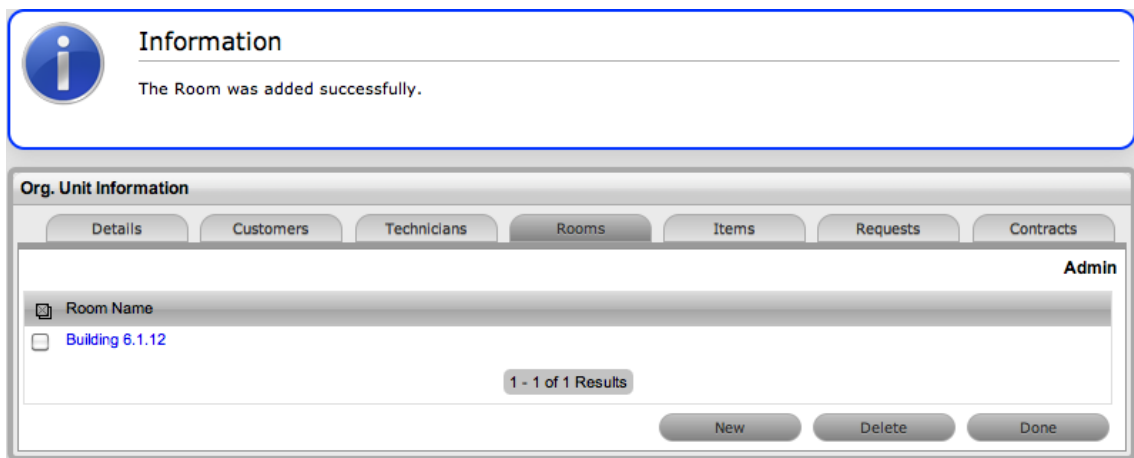 Information
The Room was added successfully.
Org. Unit Information
Details Customers Technicians Rooms Items Requests Contracts
Admin
Room Name
Building 6.1.12
1 - 1 of 1 Results
New Delete Done